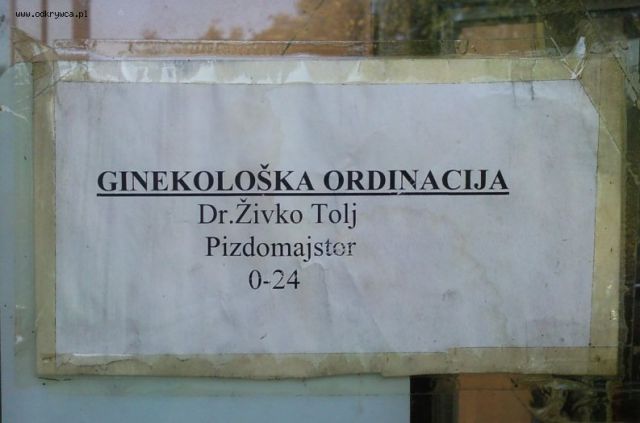 www.odkrywca.pl
GINEKOLOŠKA ORDINACIJA
Dr.Živko Tolj
Pizdomajstor
0-24